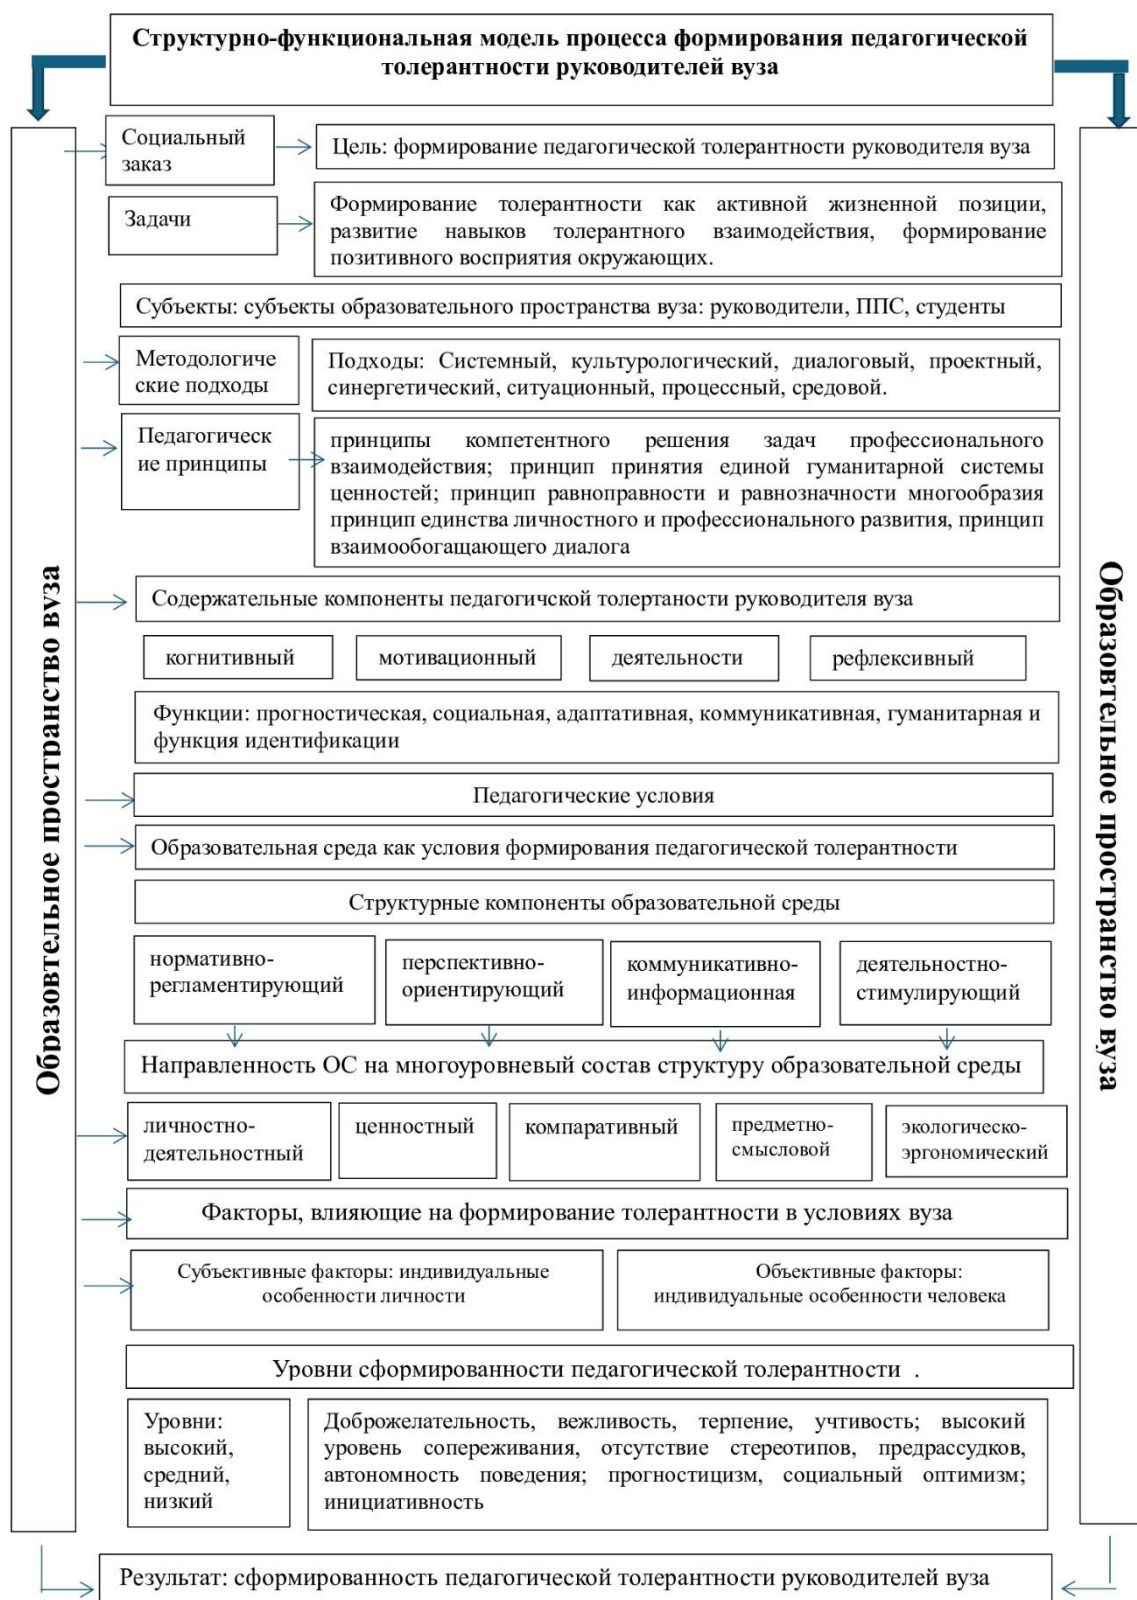 Структурно-функциональная модель процесса формирования педагогической
толерантности руководителей вуза
Образовтельное пространство вуза
Социальный
заказ
Цель: формирование педагогической толерантности руководителя вуза
Задачи
Формирование толерантности как активной жизненной позиции,
развитие навыков толерантного взаимодействия, формирование
позитивного восприятия окружающих.
Субъекты: субъекты образовательного пространства вуза: руководители, ППС, студенты
Методологиче
ские подходы
Подходы: Системный, культурологический, диалоговый, проектный,
синергетический, ситуационный, процессный, средовой.
Педагогическ
ие принципы
принципы компетентного решения задач профессионального
взаимодействия; принцип принятия единой гуманитарной системы
ценностей; принцип равноправности и равнозначности многообразия
принцип единства личностного и профессионального развития, принцип
взаимообогащающего диалога
Содержательные компоненты педагогичской толертаности руководителя вуза
когнитивный
мотивационный
деятельности
рефлексивный
Функции: прогностическая, социальная, адаптативная, коммуникативная, гуманитарная и
функция идентификации
Педагогические условия
Образовательная среда как условия формирования педагогической толерантности
Структурные компоненты образовательной среды
нормативно-
регламентирующий
перспективно-
ориентирующий
коммуникативно-
информационная
деятельностно-
стимулирующий
Направленность ОС на многоуровневый состав структуру образовательной среды
личностно-
деятельностный
ценностный
компаративный
предметно-
смысловой
экологическо-
эргономический
Факторы, влияющие на формирование толерантности в условиях вуза
Субъективные факторы: индивидуальные
особенности личности
Объективные факторы:
индивидуальные особенности человека
Уровни сформированности педагогической толерантности .
Уровни:
высокий,
средний,
низкий
Доброжелательность, вежливость, терпение, учтивость; высокий
уровень сопереживания, отсутствие стереотипов, предрассудков,
автономность поведения; прогностицизм, социальный оптимизм;
инициативность
Образовтельное пространство вуза
Результат: сформированность педагогической толерантности руководителей вуза